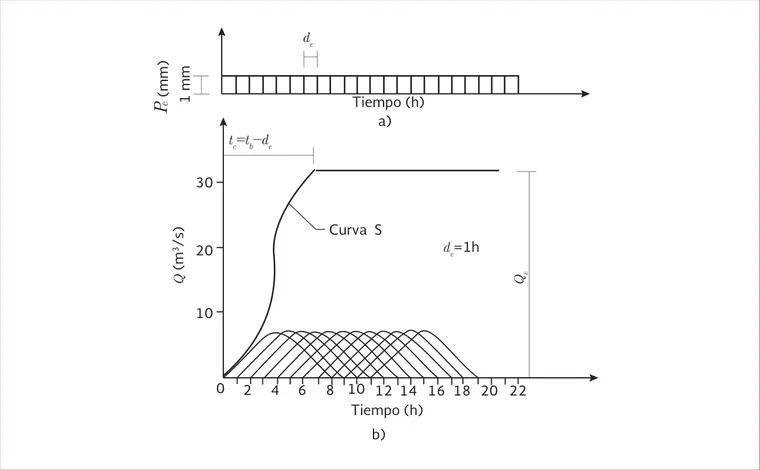 d_e
P_e (mm)
1 mm
Tiempo (h)
a)
t_c=t_b−d_e
30
20
10
Q (m³/s)
Curva S
d_e=1h
Q_e
0 2 4 6 8 10 12 14 16 18 20 22
Tiempo (h)
b)